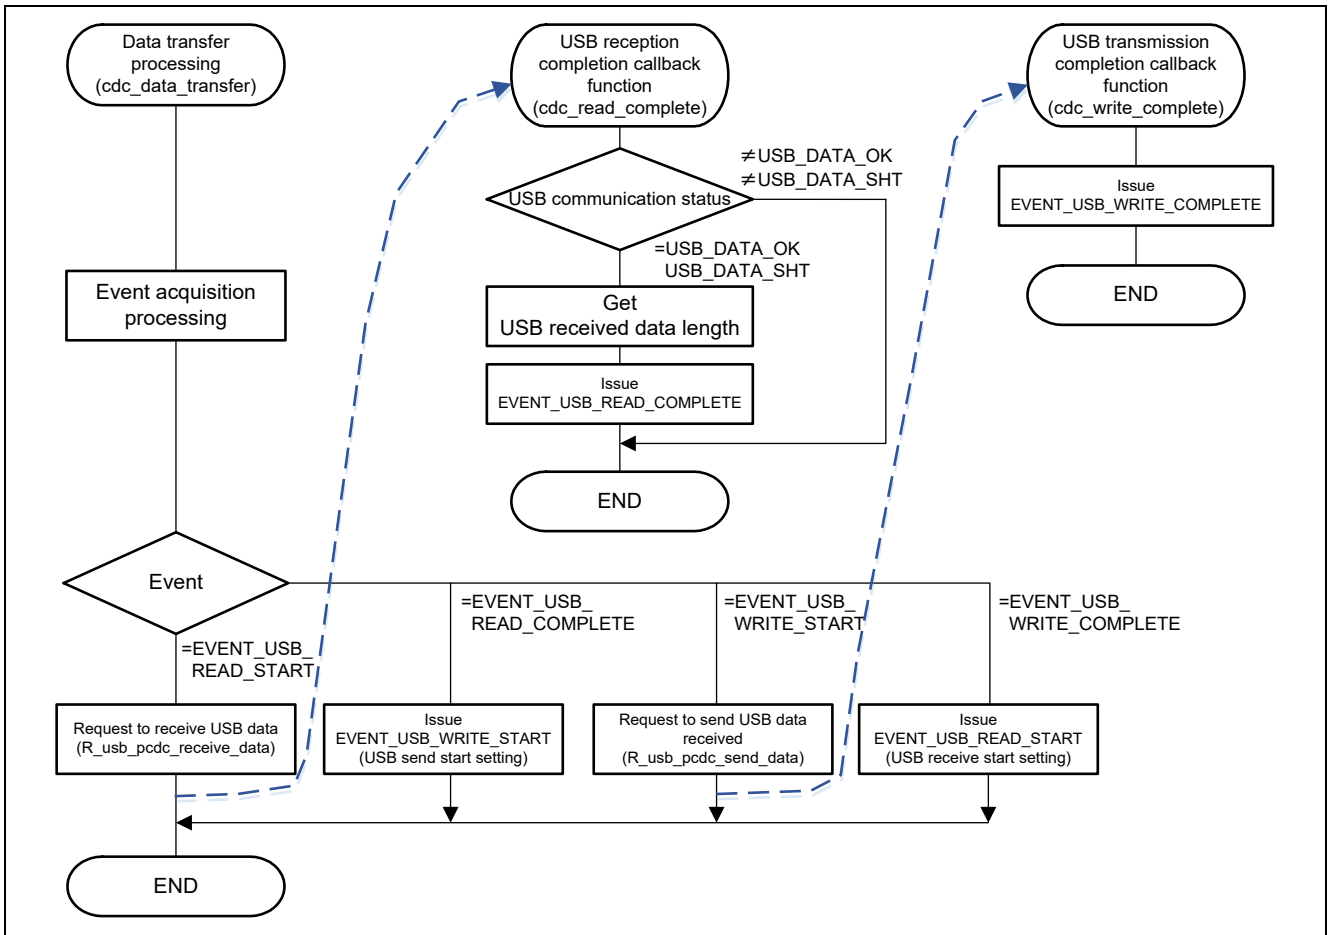 Data transfer
processing
(cdc_data_transfer)
Event acquisition
processing
Event
=EVENT_USB_
READ_START
Request to receive USB data
(R_usb_pcdc_receive_data)
END
=EVENT_USB_
READ_COMPLETE
Issue
EVENT_USB_WRITE_START
(USB send start setting)
=EVENT_USB_
WRITE_START
Request to send USB data
received
(R_usb_pcdc_send_data)
=EVENT_USB_
WRITE_COMPLETE
Issue
EVENT_USB_READ_START
(USB receive start setting)
USB reception
completion callback
function
(cdc_read_complete)
USB communication status
≠USB_DATA_OK
≠USB_DATA_SHT
=USB_DATA_OK
USB_DATA_SHT
Get
USB received data length
Issue
EVENT_USB_READ_COMPLETE
END
USB transmission
completion callback
function
(cdc_write_complete)
Issue
EVENT_USB_WRITE_COMPLETE
END